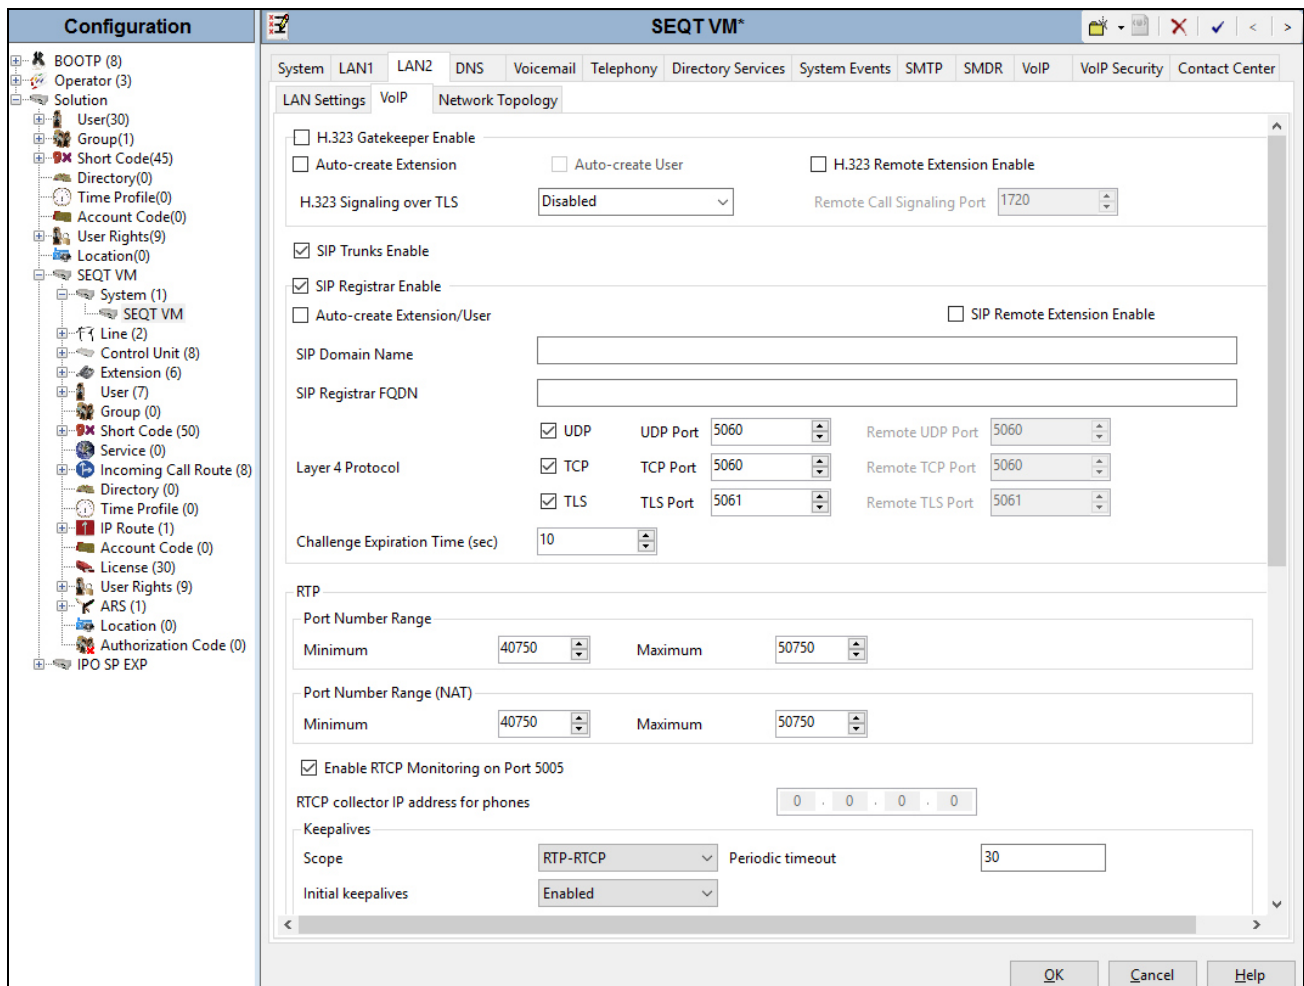 Configuration
BOOTP (8)
Operator (3)
Solution
User(30)
Group(1)
Short Code(45)
Directory(0)
Time Profile(0)
Account Code(0)
User Rights(9)
Location(0)
SEQT VM
System (1)
SEQT VM
Line (2)
Control Unit (8)
Extension (6)
User (7)
Group (0)
Short Code (50)
Service (0)
Incoming Call Route (8)
Directory (0)
Time Profile (0)
IP Route (1)
Account Code (0)
License (30)
User Rights (9)
ARS (1)
Location (0)
Authorization Code (0)
IPO SP EXP
SEQT VM*
System LAN1 LAN2 DNS Voicemail Telephony Directory Services System Events SMTP SMDR VoIP VoIP Security Contact Center
LAN Settings VoIP Network Topology
H.323 Gatekeeper Enable
Auto-create Extension Auto-create User H.323 Remote Extension Enable
H.323 Signaling over TLS Disabled Remote Call Signaling Port 1720
SIP Trunks Enable
SIP Registrar Enable
Auto-create Extension/User SIP Remote Extension Enable
SIP Domain Name
SIP Registrar FQDN
UDP UDP Port 5060 Remote UDP Port 5060
Layer 4 Protocol TCP TCP Port 5060 Remote TCP Port 5060
TLS TLS Port 5061 Remote TLS Port 5061
Challenge Expiration Time (sec) 10
RTP
Port Number Range
Minimum 40750 Maximum 50750
Port Number Range (NAT)
Minimum 40750 Maximum 50750
Enable RTCP Monitoring on Port 5005
RTCP collector IP address for phones 0 . 0 . 0 . 0
Keepalives
Scope RTP-RTCP Periodic timeout 30
Initial keepalives Enabled
OK Cancel Help